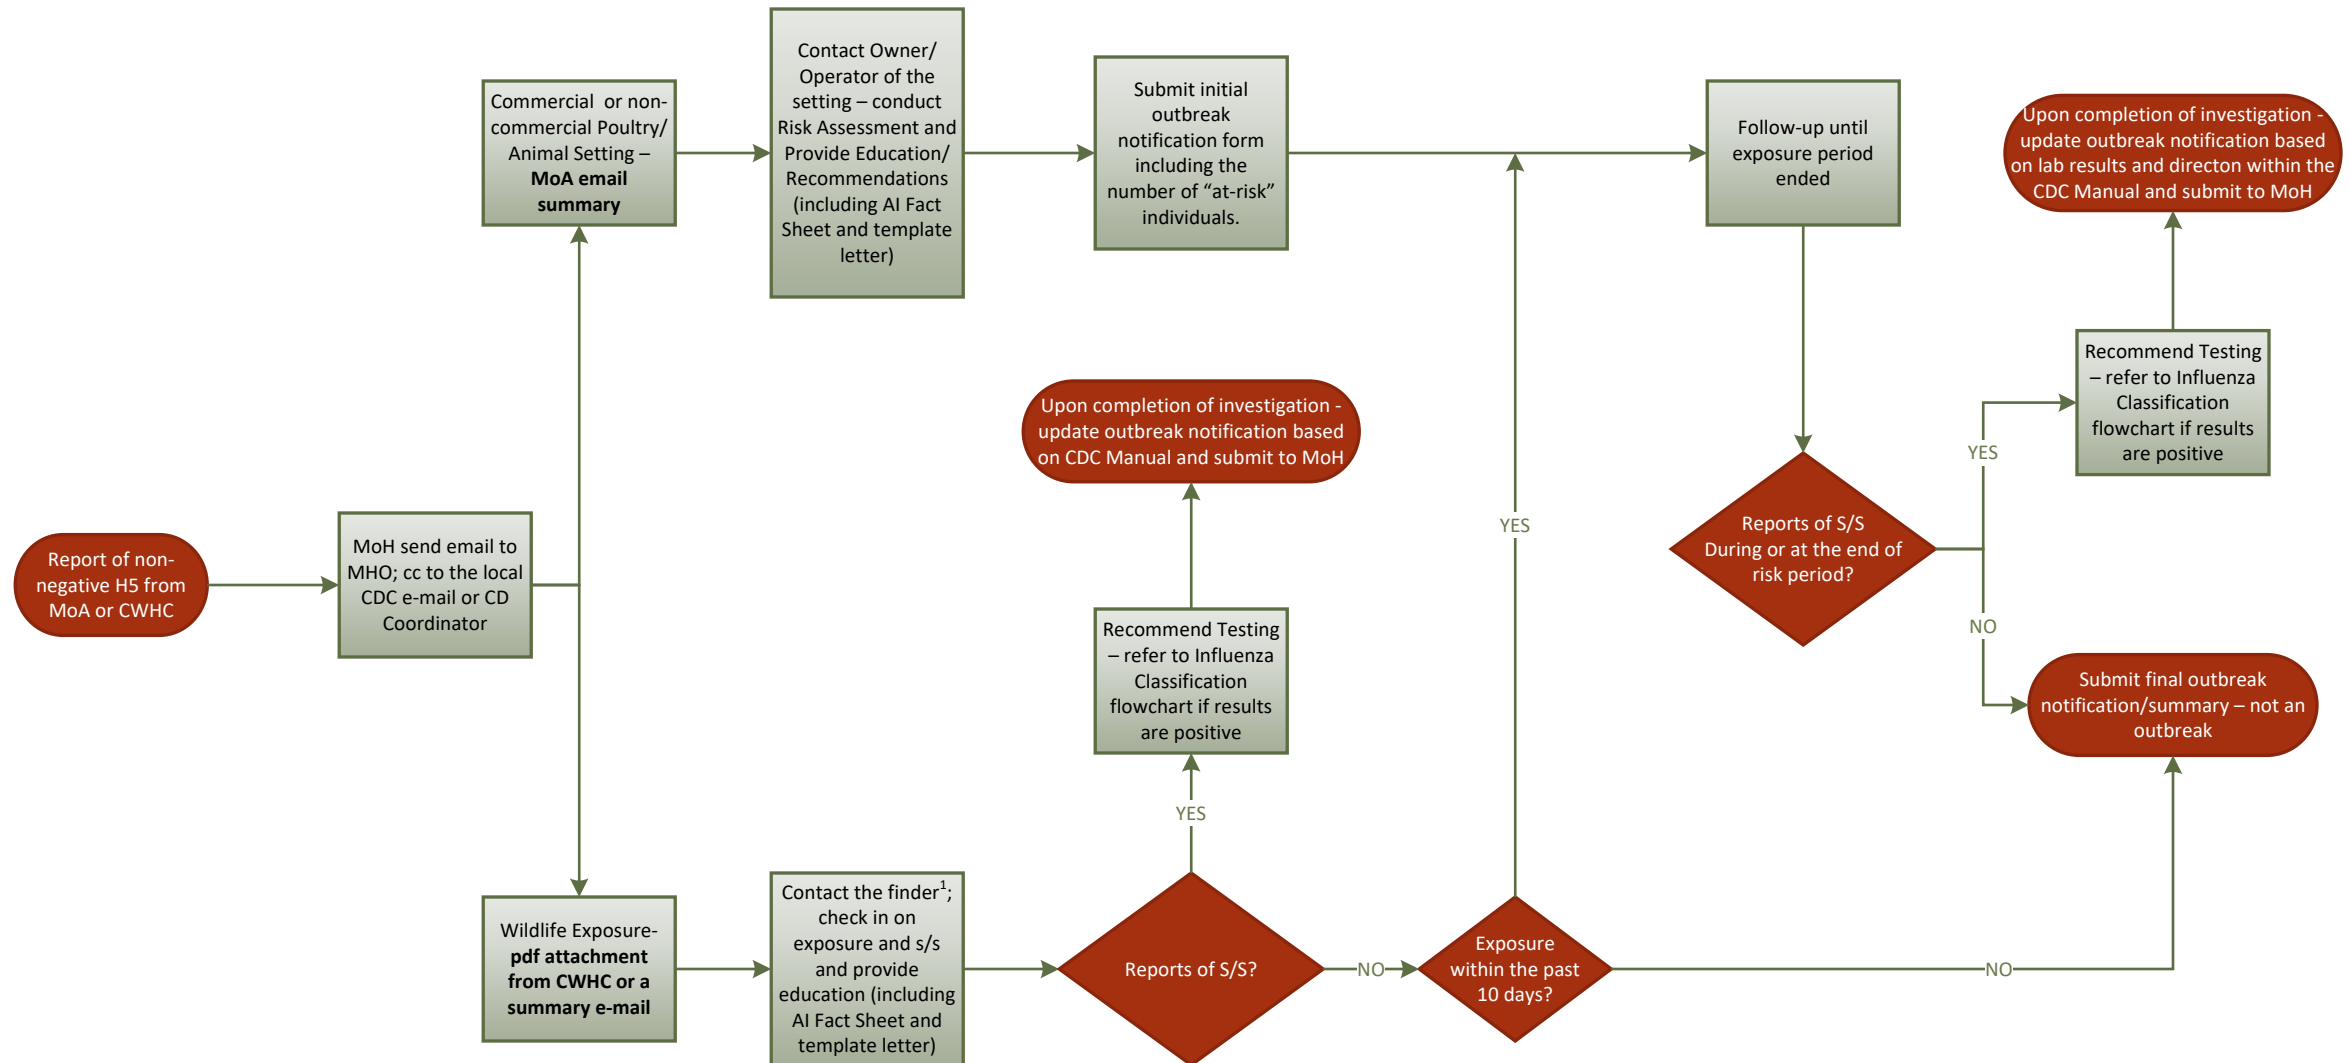 Report of non-
negative H5 from
MoA or CWHC
MoH send email to
MHO; cc to the local
CDC e-mail or CD
Coordinator
Commercial or non-
commercial Poultry/
Animal Setting –
MoA email
summary
Contact Owner/
Operator of the
setting – conduct
Risk Assessment and
Provide Education/
Recommendations
(including AI Fact
Sheet and template
letter)
Submit initial
outbreak
notification form
including the
number of “at-risk”
individuals.
Follow-up until
exposure period
ended
Upon completion of investigation -
update outbreak notification based
on lab results and directon within the
CDC Manual and submit to MoH
Recommend Testing
– refer to Influenza
Classification
flowchart if results
are positive
YES
Reports of S/S
During or at the end of
risk period?
NO
Submit final outbreak
notification/summary – not an
outbreak
Upon completion of investigation -
update outbreak notification based
on CDC Manual and submit to MoH
Recommend Testing
– refer to Influenza
Classification
flowchart if results
are positive
YES
YES
Wildlife Exposure-
pdf attachment
from CWHC or a
summary e-mail
Contact the finder1;
check in on
exposure and s/s
and provide
education (including
AI Fact Sheet and
template letter)
Reports of S/S?
NO
Exposure
within the past
10 days?
NO